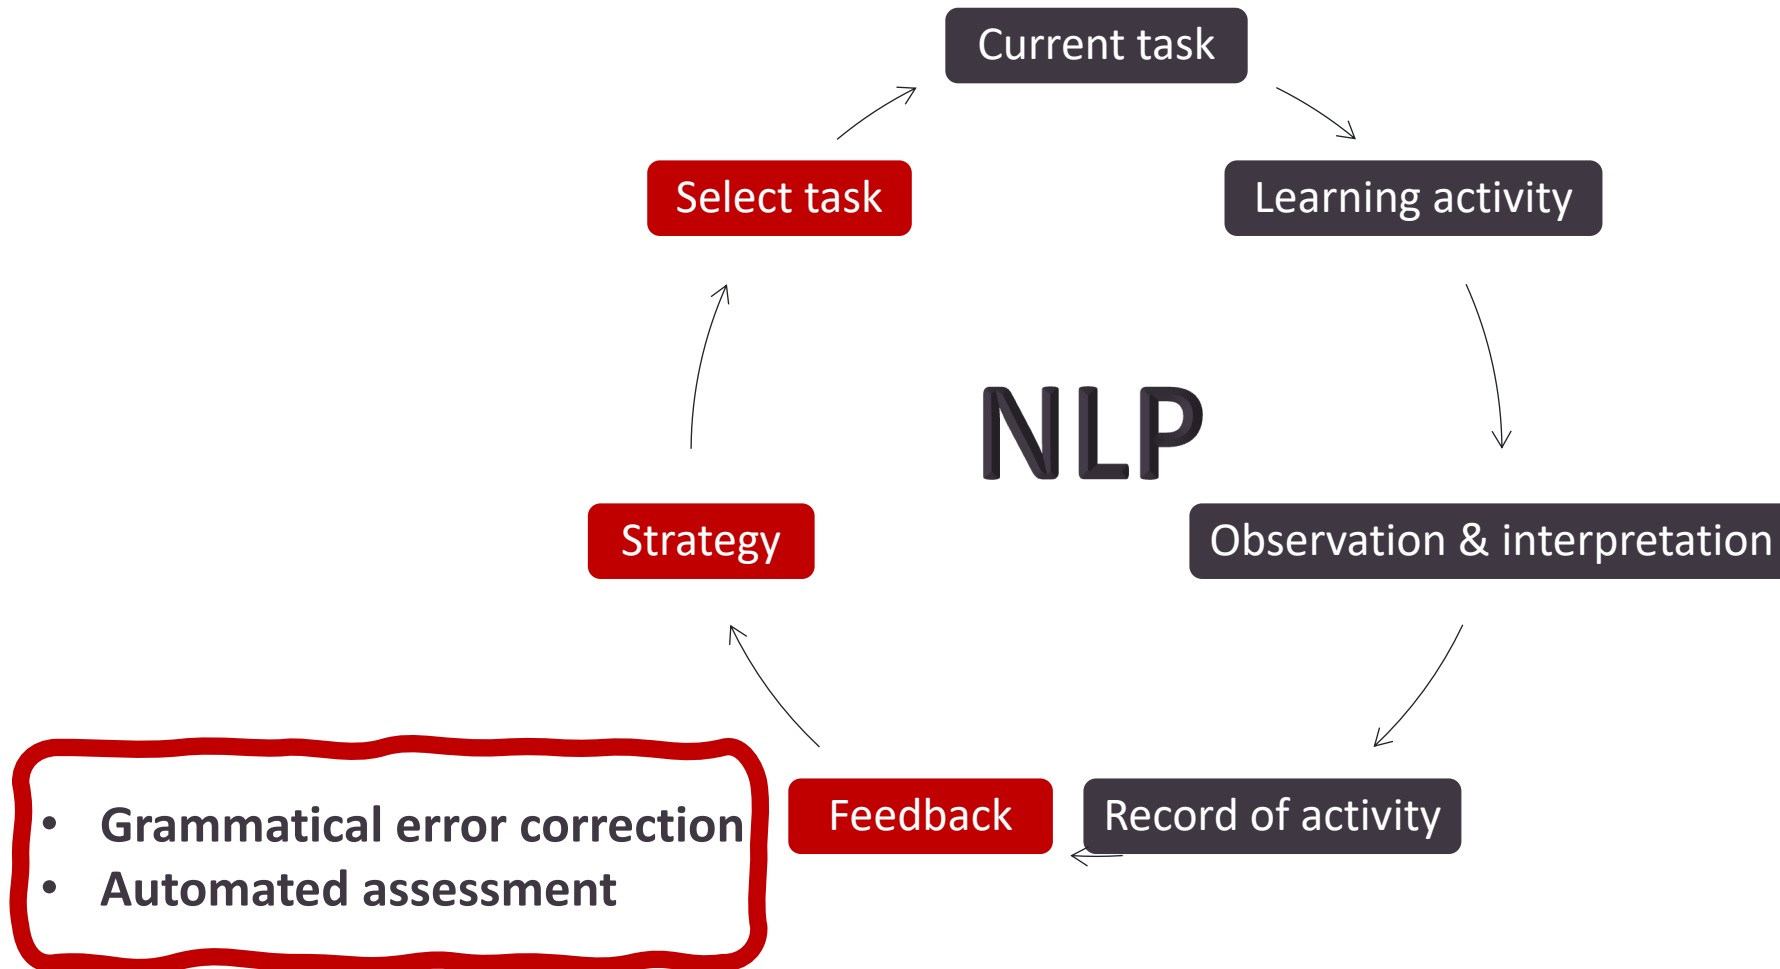 Current task
Select task
Learning activity
NLP
Strategy
Observation & interpretation
Feedback
Record of activity
• Grammatical error correction
• Automated assessment